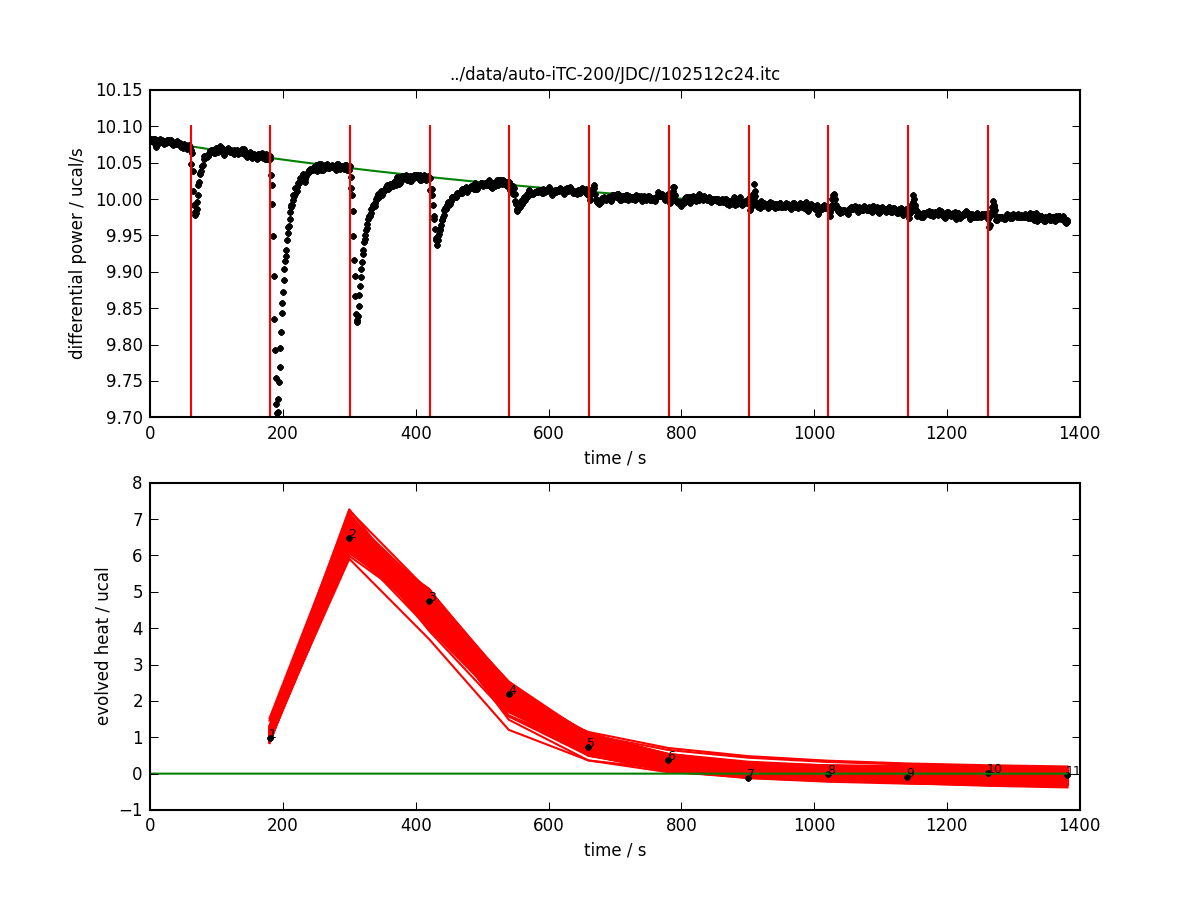 ../data/auto-iTC-200/JDC//102512c24.itc
10.15
10.10
10.05
10.00
9.95
9.90
9.85
9.80
9.75
9.70
differential power / ucal/s
0 200 400 600 800 1000 1200 1400
time / s
8
7
6
5
4
3
2
1
0
−1
evolved heat / ucal
1 2 3 4 5 6 7 8 9 10 11
0 200 400 600 800 1000 1200 1400
time / s